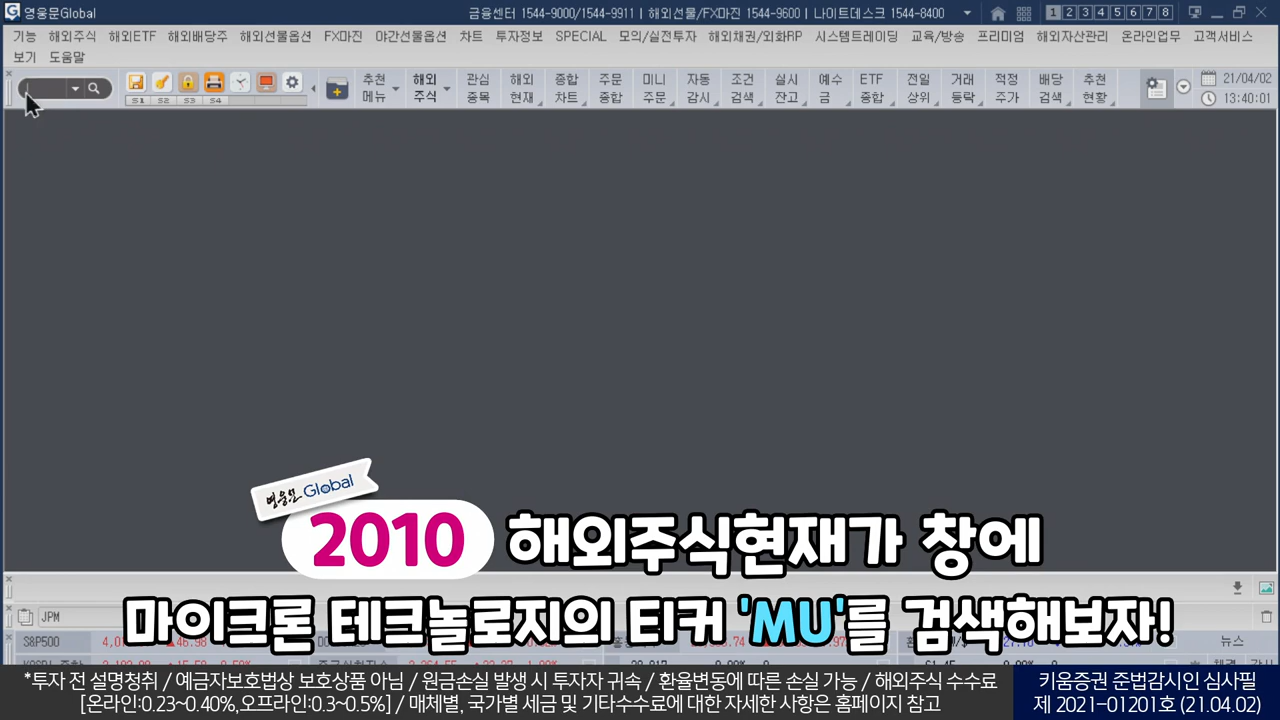 영웅문Global
금융센터 1544-9000/1544-9911 | 해외선물/FX마진 1544-9600 | 나이트데스크 1544-8400
1 2 3 4 5 6 7 8
기능 해외주식 해외ETF 해외배당주 해외선물옵션 FX마진 야간선물옵션 차트 투자정보 SPECIAL 모의/실전투자 해외채권/외화RP 시스템트레이딩 교육/방송 프리미엄 해외자산관리 온라인업무 고객서비스
보기 도움말
추천 해외 관심 해외 종합 주문 미니 자동 조건 실시 예수 ETF 전일 거래 적정 배당 추천
메뉴 주식 종목 현재 차트 종합 주문 감시 검색 잔고 금 종합 상위 등락 주가 검색 현황
21/04/02
S1 S2 S3 S4
13:40:01
영웅문 Global
2010 해외주식현재가 창에
마이크론 테크놀로지의 티커 'MU'를 검색해보자!
JPM
S&P500
뉴스
*투자 전 설명청취 / 예금자보호법상 보호상품 아님 / 원금손실 발생 시 투자자 귀속 / 환율변동에 따른 손실 가능 / 해외주식 수수료
[온라인:0.23~0.40%,오프라인:0.3~0.5%] / 매체별, 국가별 세금 및 기타수수료에 대한 자세한 사항은 홈페이지 참고
키움증권 준법감시인 심사필
제 2021-01201호 (21.04.02)